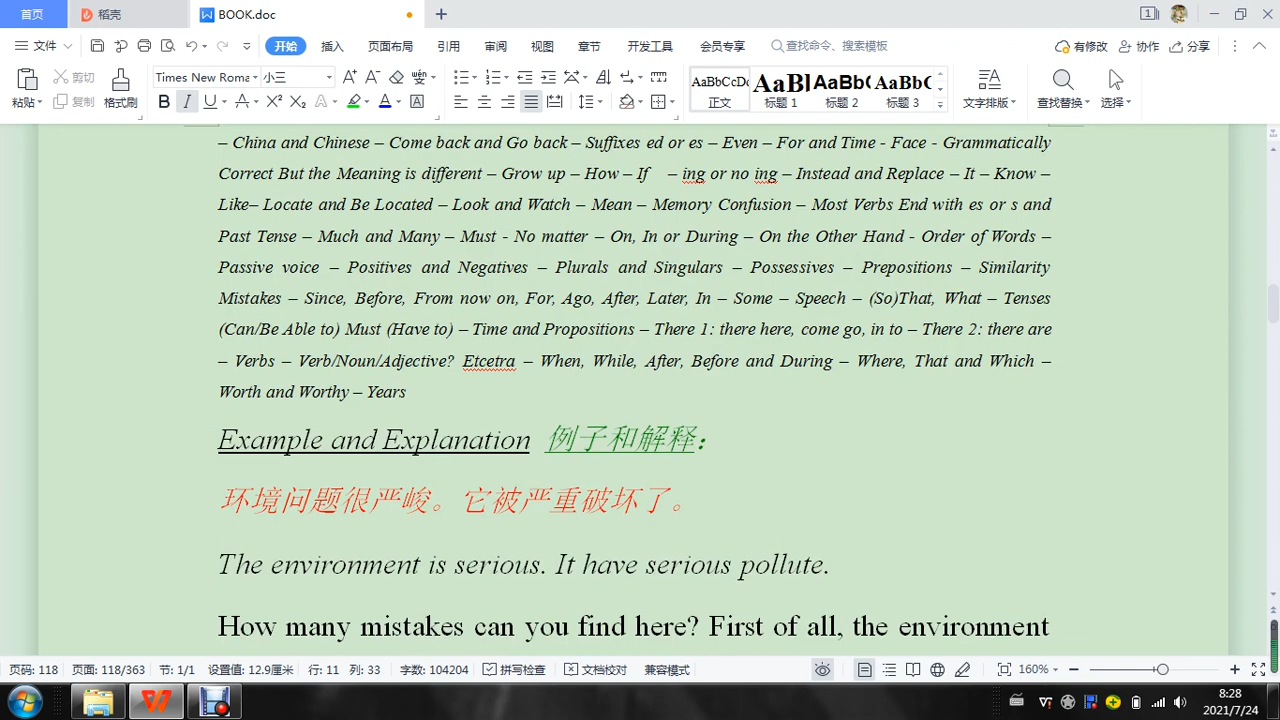 首页 稻壳 BOOK.doc 1
文件 开始 插入 页面布局 引用 审阅 视图 章节 开发工具 会员专享 查找命令、搜索模板 有修改 协作 分享
粘贴 剪切 复制 格式刷 Times New Roma 小三 B I U A X² X₂ A A A
AaBbCcDc AaBl AaBbC AaBbC
正文 标题 1 标题 2 标题 3 文字排版 查找替换 选择
– China and Chinese – Come back and Go back – Suffixes ed or es – Even – For and Time - Face - Grammatically
Correct But the Meaning is different – Grow up – How – If – ing or no ing – Instead and Replace – It – Know –
Like– Locate and Be Located – Look and Watch – Mean – Memory Confusion – Most Verbs End with es or s and
Past Tense – Much and Many – Must - No matter – On, In or During – On the Other Hand - Order of Words –
Passive voice – Positives and Negatives – Plurals and Singulars – Possessives – Prepositions – Similarity
Mistakes – Since, Before, From now on, For, Ago, After, Later, In – Some – Speech – (So)That, What – Tenses
(Can/Be Able to) Must (Have to) – Time and Propositions – There 1: there here, come go, in to – There 2: there are
– Verbs – Verb/Noun/Adjective? Etcetra – When, While, After, Before and During – Where, That and Which –
Worth and Worthy – Years
Example and Explanation 例子和解释：
环境问题很严峻。它被严重破坏了。
The environment is serious. It have serious pollute.
How many mistakes can you find here? First of all, the environment
页码: 118 页面: 118/363 节: 1/1 设置值: 12.9厘米 行: 11 列: 33 字数: 104204 拼写检查 文档校对 兼容模式 160%
8:28
2021/7/24